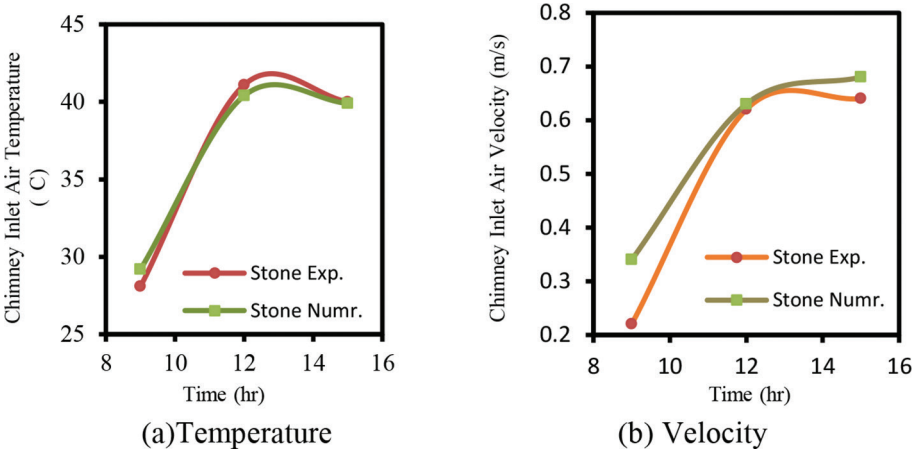 Chimney Inlet Air Temperature
( C)
45
40
35
30
25
8 10 12 14 16
Time (hr)
Stone Exp.
Stone Numr.
(a)Temperature
Chimney Inlet Air Velocity (m/s)
0.8
0.7
0.6
0.5
0.4
0.3
0.2
8 10 12 14 16
Time (hr)
Stone Exp.
Stone Numr.
(b) Velocity